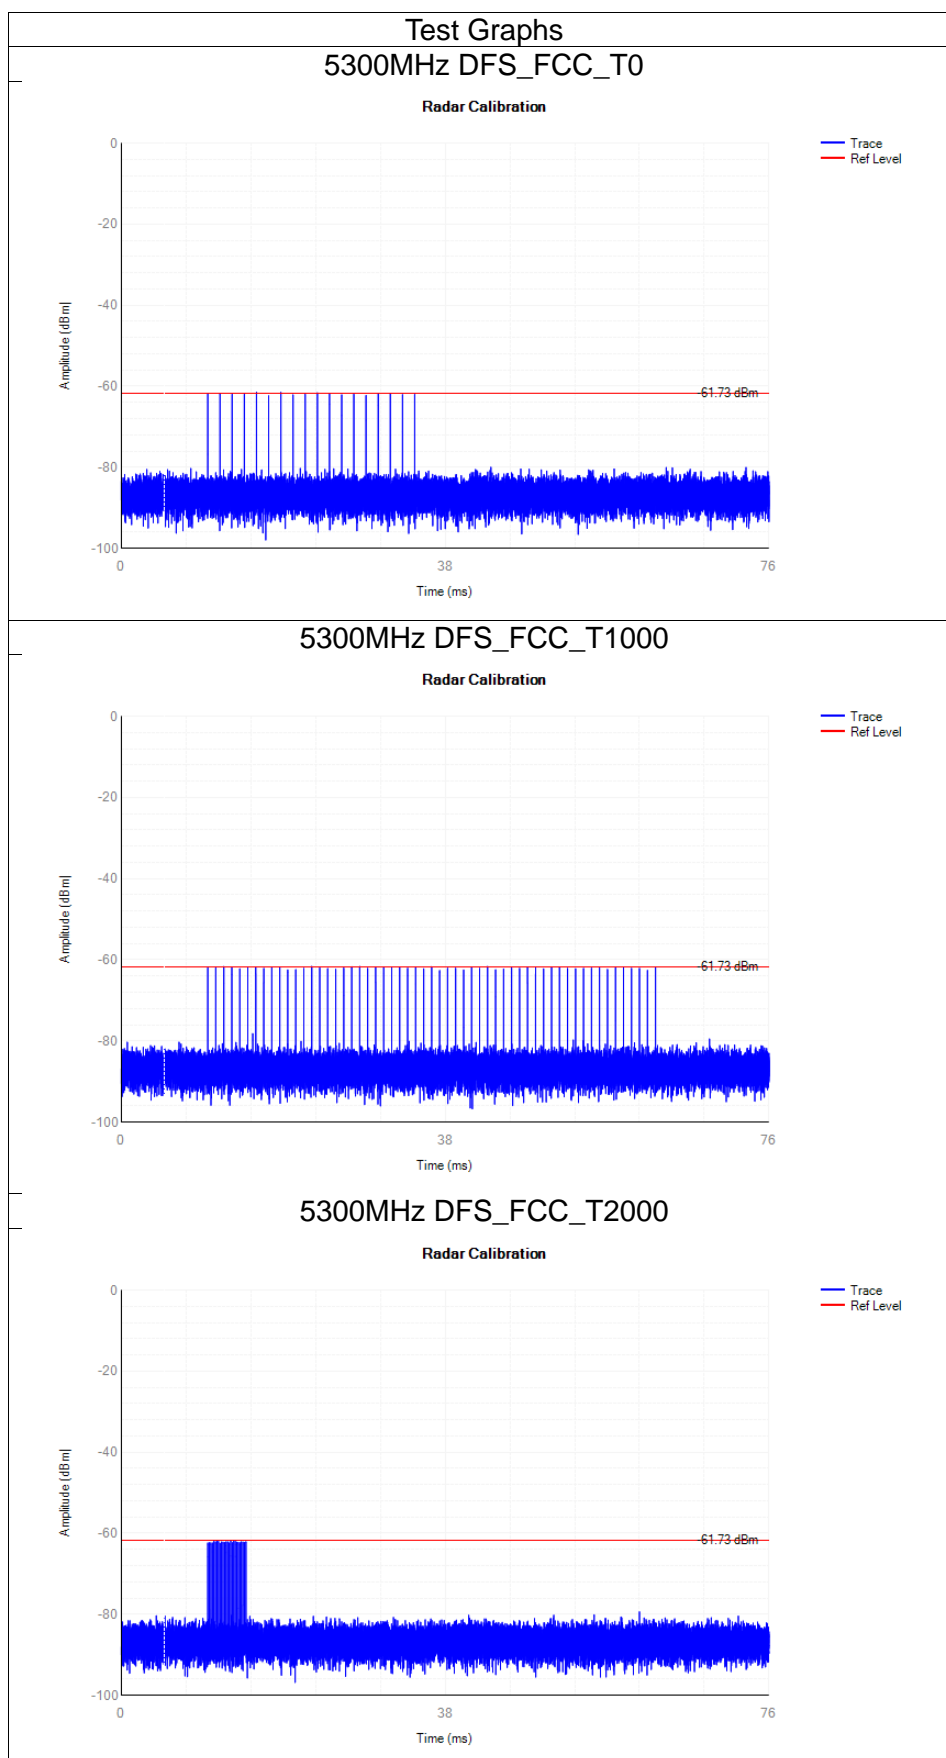 Test Graphs
5300MHz DFS_FCC_T0
Radar Calibration
0
-20
-40
-60
-80
-100
Amplitude [dBm]
-61.73 dBm
Trace
Ref Level
0
38
76
Time (ms)
5300MHz DFS_FCC_T1000
Radar Calibration
0
-20
-40
-60
-80
-100
Amplitude [dBm]
-61.73 dBm
Trace
Ref Level
0
38
76
Time (ms)
5300MHz DFS_FCC_T2000
Radar Calibration
0
-20
-40
-60
-80
-100
Amplitude [dBm]
-61.73 dBm
Trace
Ref Level
0
38
76
Time (ms)